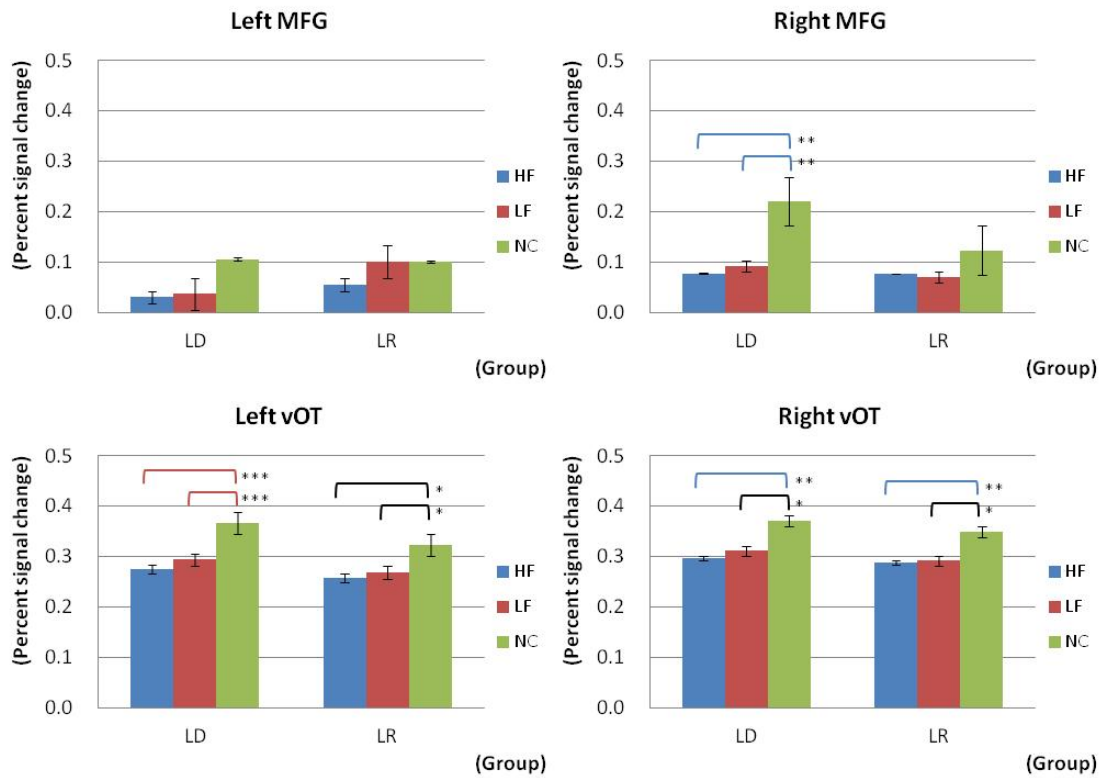 Left MFG
(Percent signal change)
0.5
0.4
0.3
0.2
0.1
0.0
LD LR
(Group)
HF
LF
NC
Right MFG
(Percent signal change)
0.5
0.4
0.3
0.2
0.1
0.0
**
**
LD LR
(Group)
HF
LF
NC
Left vOT
(Percent signal change)
0.5
0.4
0.3
0.2
0.1
0.0
***
***
*
*
LD LR
(Group)
HF
LF
NC
Right vOT
(Percent signal change)
0.5
0.4
0.3
0.2
0.1
0.0
**
*
**
*
LD LR
(Group)
HF
LF
NC